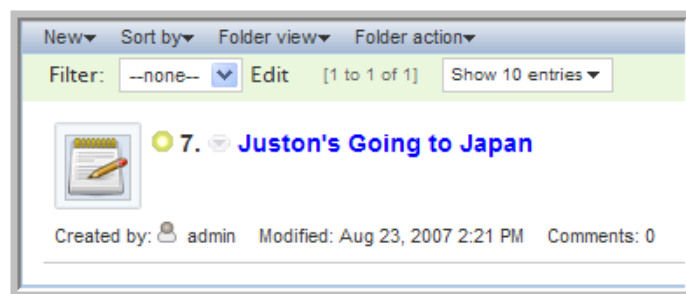 New Sort by Folder view Folder action
Filter: --none-- Edit [1 to 1 of 1] Show 10 entries
7. Juston's Going to Japan
Created by: admin Modified: Aug 23, 2007 2:21 PM Comments: 0